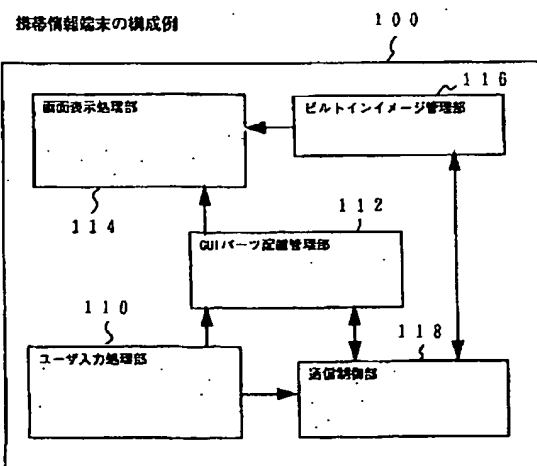 携帯情報端末の構成例
100
画面表示処理部
ビルトインイメージ管理部
116
114
112
GUIパーツ配置管理部
110
ユーザ入力処理部
118
通信制御部